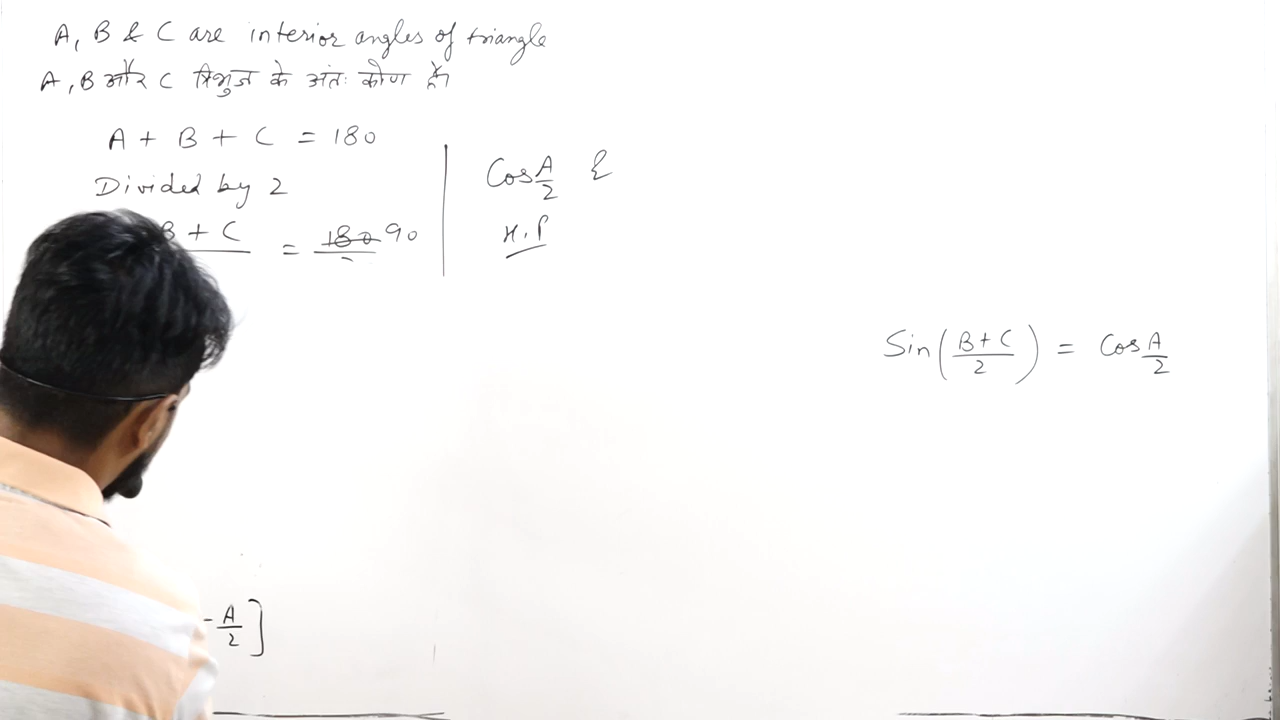 A, B & C are interior angles of triangle
A, B और C त्रिभुज के अंतः कोण हैं।
A + B + C = 180
Divided by 2
B + C = 180 90
- A/2 ]
Cos A/2 {
H.P
Sin ( B + C / 2 ) = Cos A/2